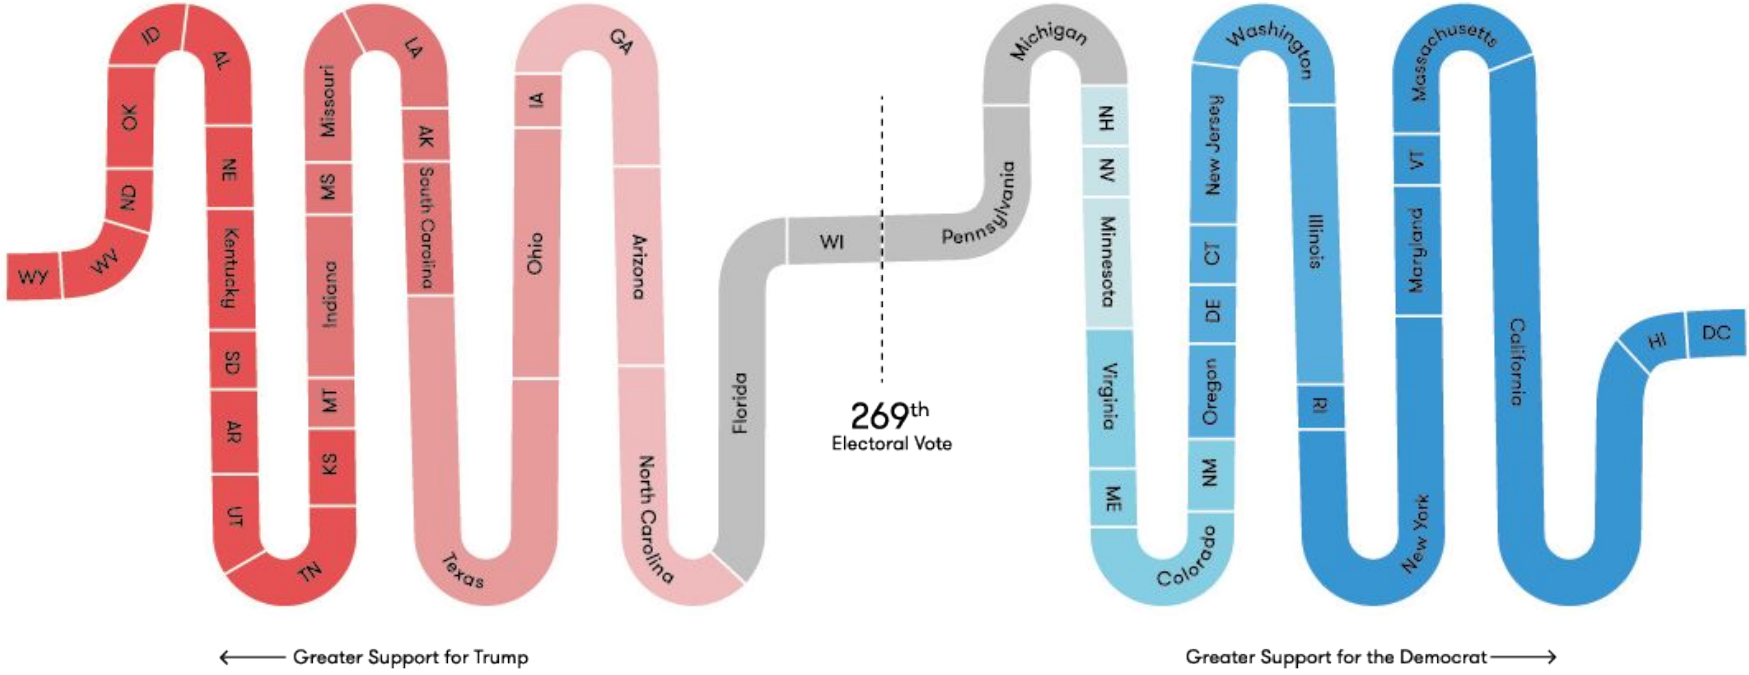 WY
WV
ND
OK
ID
AL
NE
Kentucky
SD
AR
UT
TN
KS
MT
Indiana
MS
Missouri
LA
AK
South Carolina
Texas
Ohio
IA
GA
Arizona
North Carolina
Florida
WI
269th
Electoral Vote
Pennsylvania
Michigan
NH
NV
Minnesota
Virginia
ME
Colorado
NM
Oregon
DE
CT
New Jersey
Washington
Illinois
RI
New York
Maryland
VT
Massachusetts
California
HI
DC
Greater Support for Trump
Greater Support for the Democrat